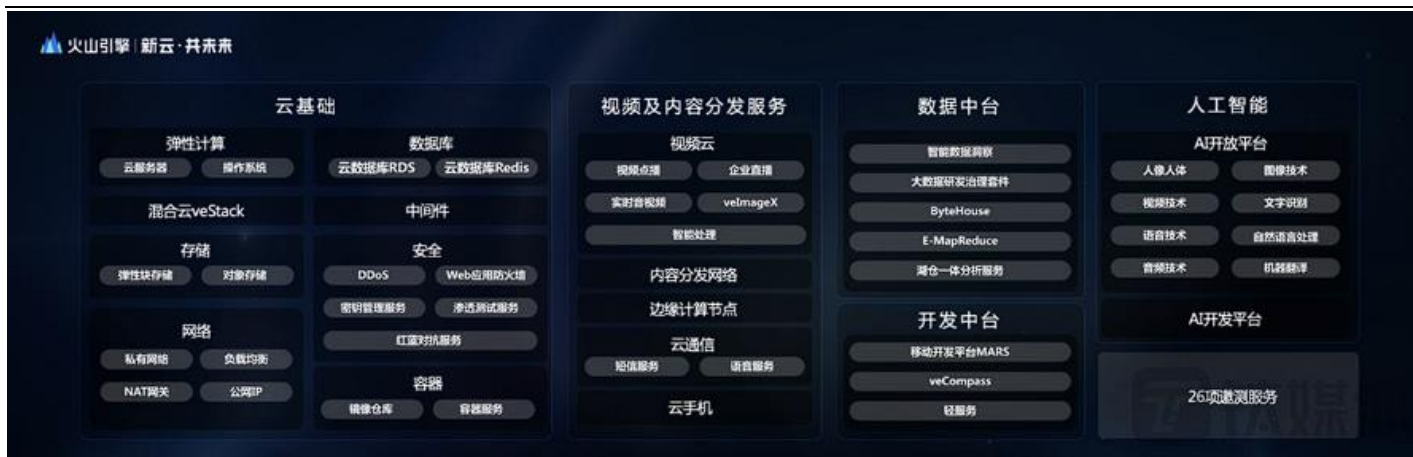 火山引擎 | 新云·共未来
云基础
弹性计算
云服务器 操作系统
混合云veStack
存储
弹性块存储 对象存储
网络
私有网络 负载均衡
NAT网关 公网IP
数据库
云数据库RDS 云数据库Redis
中间件
安全
DDoS Web应用防火墙
密钥管理服务 渗透测试服务
红蓝对抗服务
容器
镜像仓库 容器服务
视频及内容分发服务
视频云
视频点播 企业直播
实时音视频 veImageX
智能处理
内容分发网络
边缘计算节点
云通信
短信服务 语音服务
云手机
数据中台
智能数据洞察
大数据研发治理套件
ByteHouse
E-MapReduce
湖仓一体分析服务
开发中台
移动开发平台MARS
veCompass
轻服务
人工智能
AI开放平台
人像人体 图像技术
视频技术 文字识别
语音技术 自然语言处理
音频技术 机器翻译
AI开发平台
26项邀测服务
钛媒